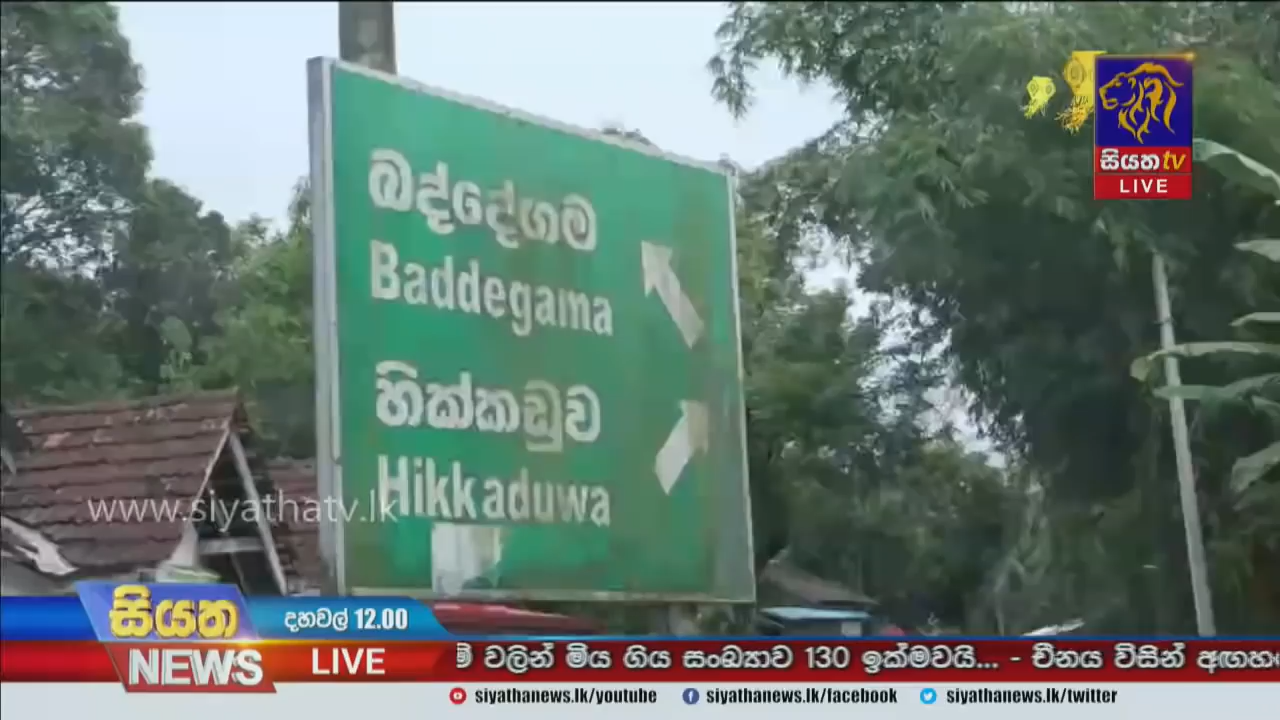 සියත tv
LIVE
බද්දේගම
Baddegama
හික්කඩුව
Hikkaduwa
www.siyathatv.lk
සියත
NEWS
දහවල් 12.00
LIVE
වලින් මිය ගිය සංඛ්‍යාව 130 ඉක්මවයි... - චීනය විසින්
siyathanews.lk/youtube
siyathanews.lk/facebook
siyathanews.lk/twitter